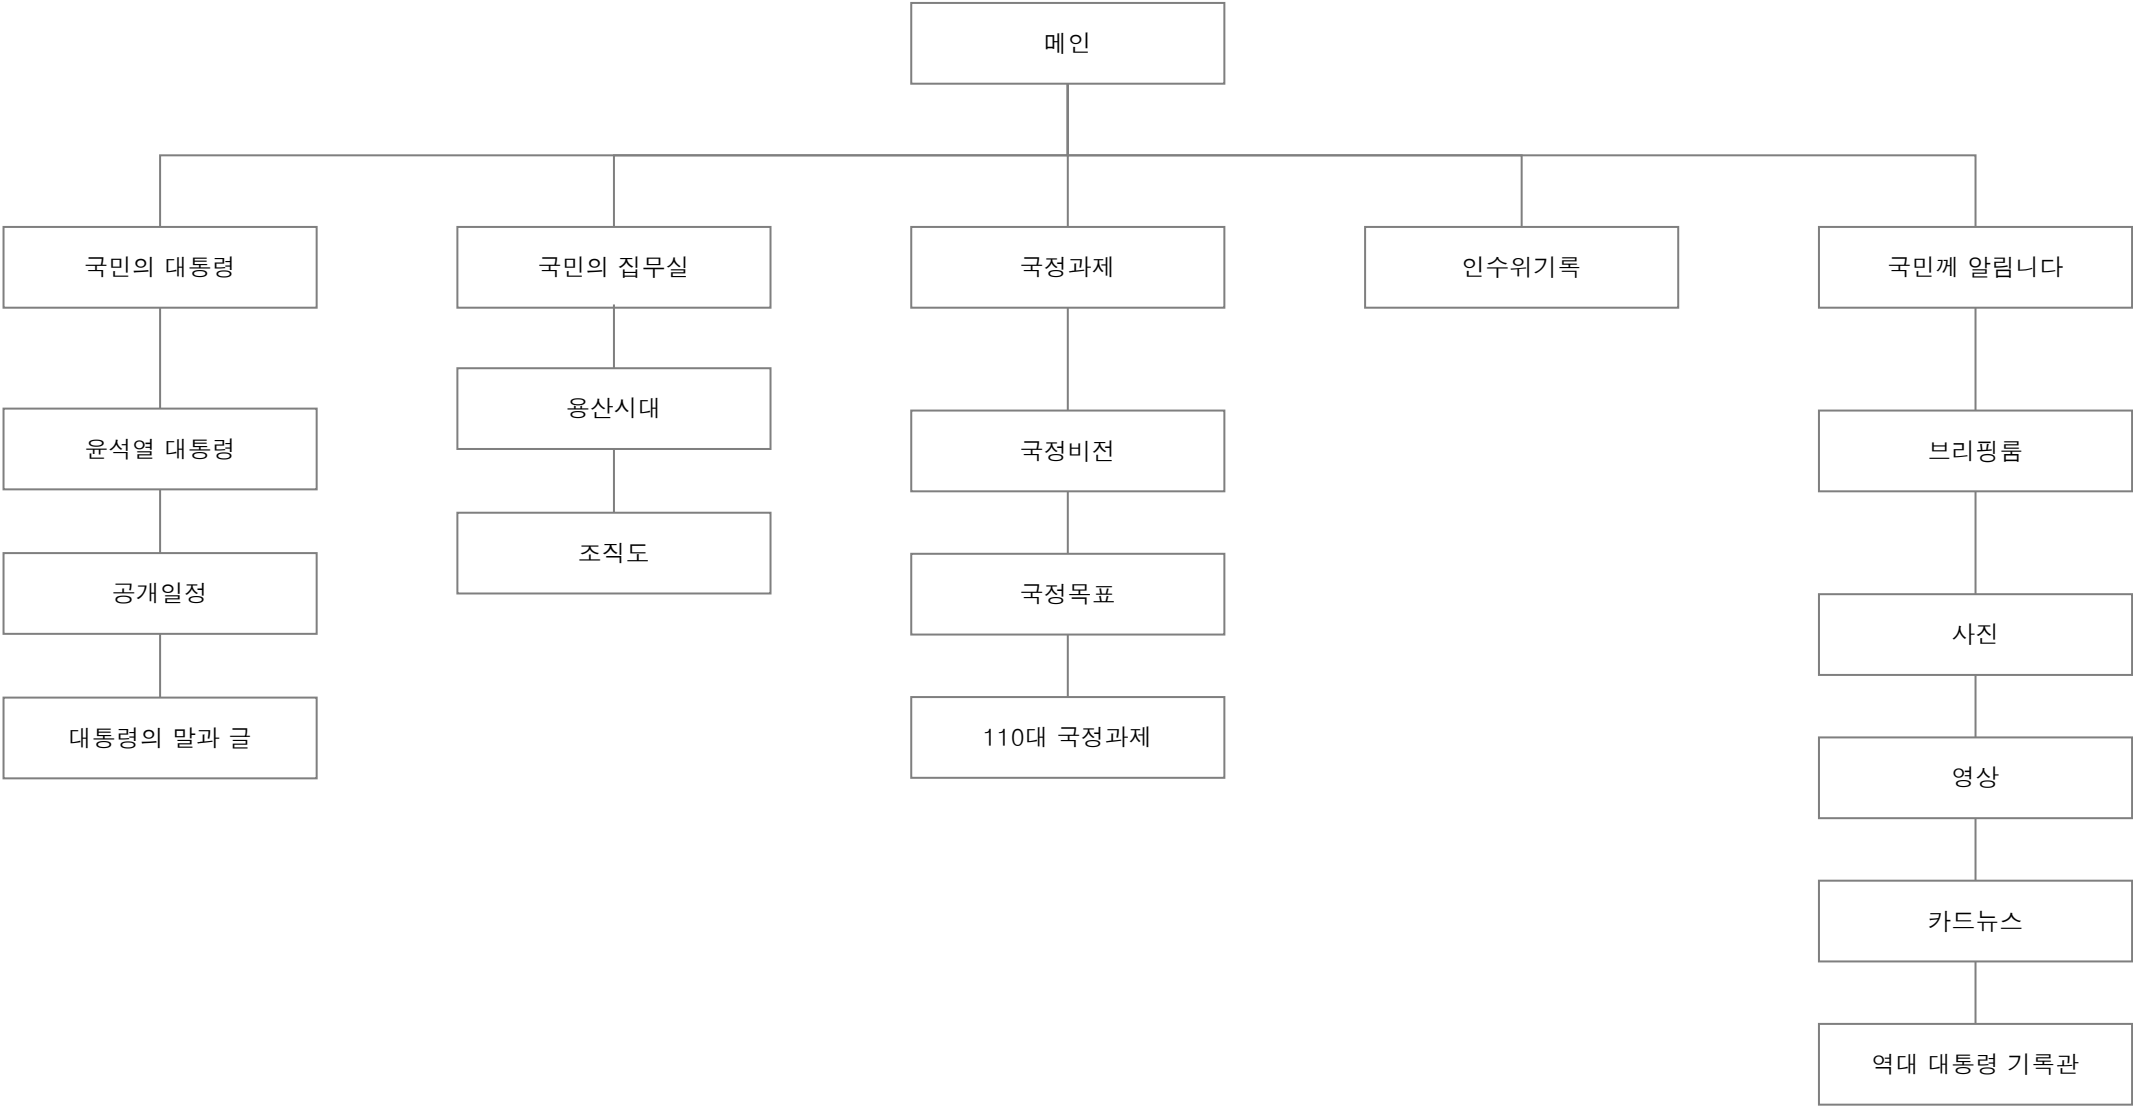 메인
국민의 대통령
국민의 집무실
국정과제
인수위기록
국민께 알림니다
윤석열 대통령
공개일정
대통령의 말과 글
용산시대
조직도
국정비전
국정목표
110대 국정과제
브리핑룸
사진
영상
카드뉴스
역대 대통령 기록관